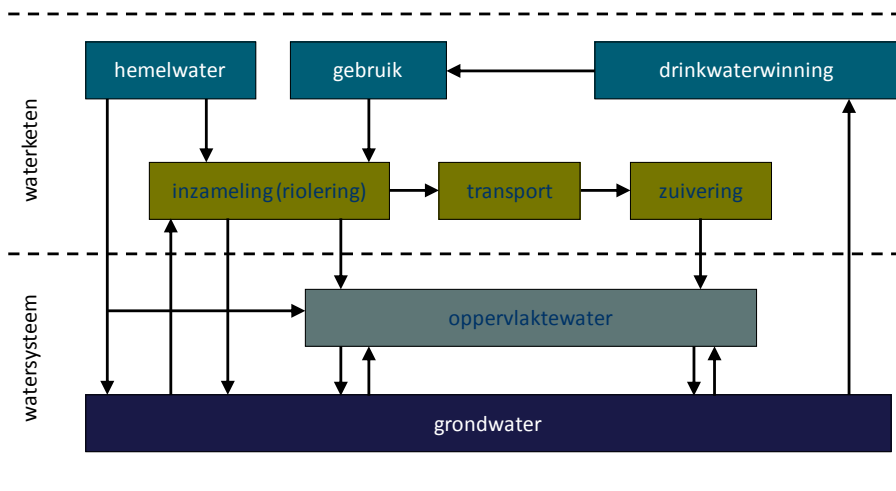 waterketen
hemelwater
gebruik
drinkwaterwinning
inzameling (riolering)
transport
zuivering
watersysteem
oppervlaktewater
grondwater